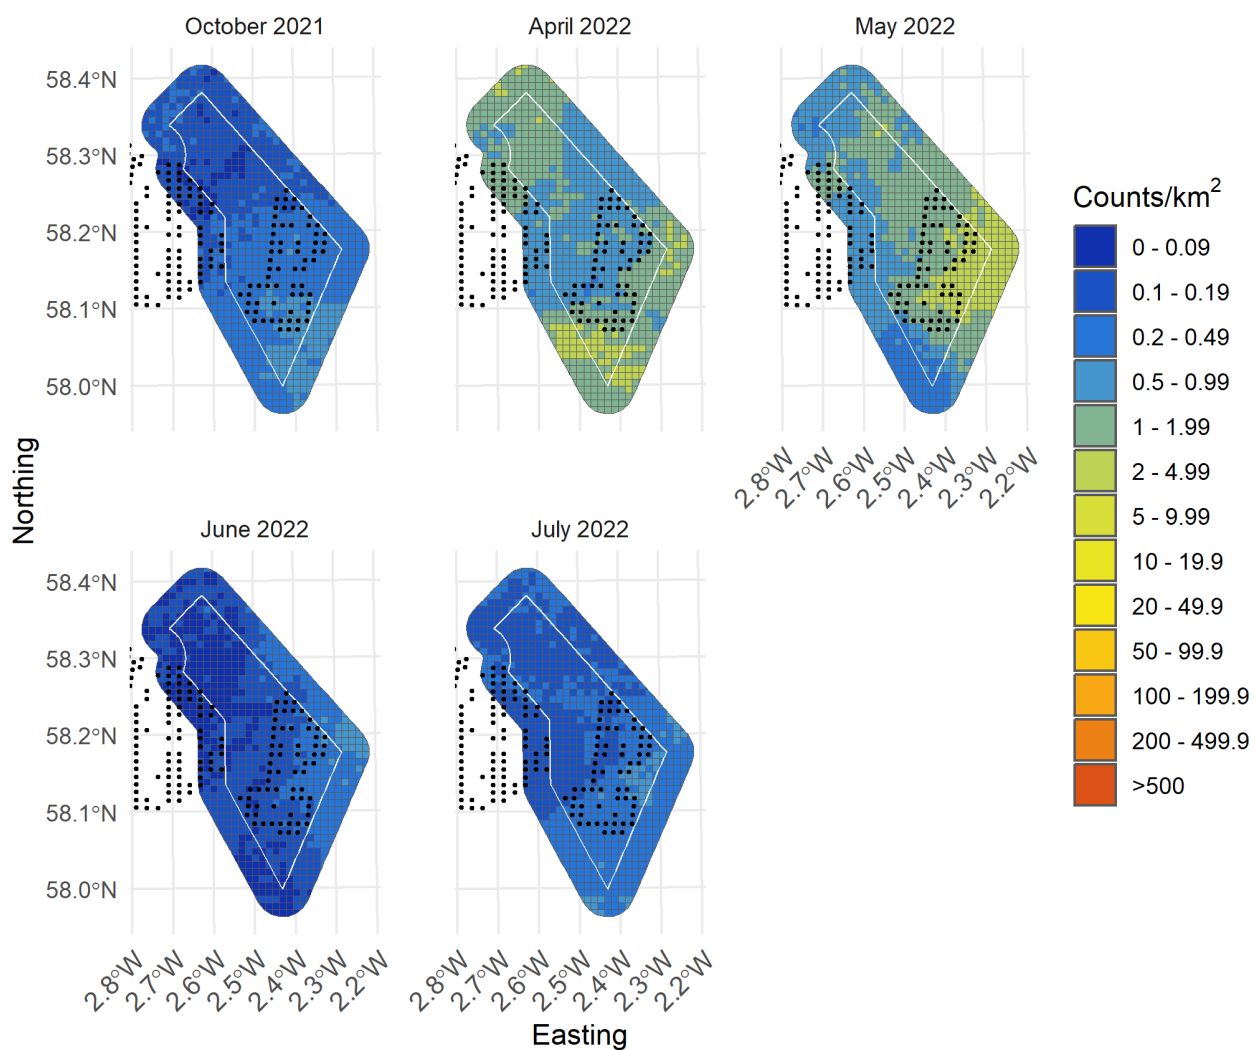 October 2021
April 2022
May 2022
58.4°N
58.3°N
58.2°N
58.1°N
58.0°N
2.8°W
2.7°W
2.6°W
2.5°W
2.4°W
2.3°W
2.2°W
Northing
June 2022
July 2022
58.4°N
58.3°N
58.2°N
58.1°N
58.0°N
2.8°W
2.7°W
2.6°W
2.5°W
2.4°W
2.3°W
2.2°W
2.8°W
2.7°W
2.6°W
2.5°W
2.4°W
2.3°W
2.2°W
Easting
Counts/km²
0 - 0.09
0.1 - 0.19
0.2 - 0.49
0.5 - 0.99
1 - 1.99
2 - 4.99
5 - 9.99
10 - 19.9
20 - 49.9
50 - 99.9
100 - 199.9
200 - 499.9
>500